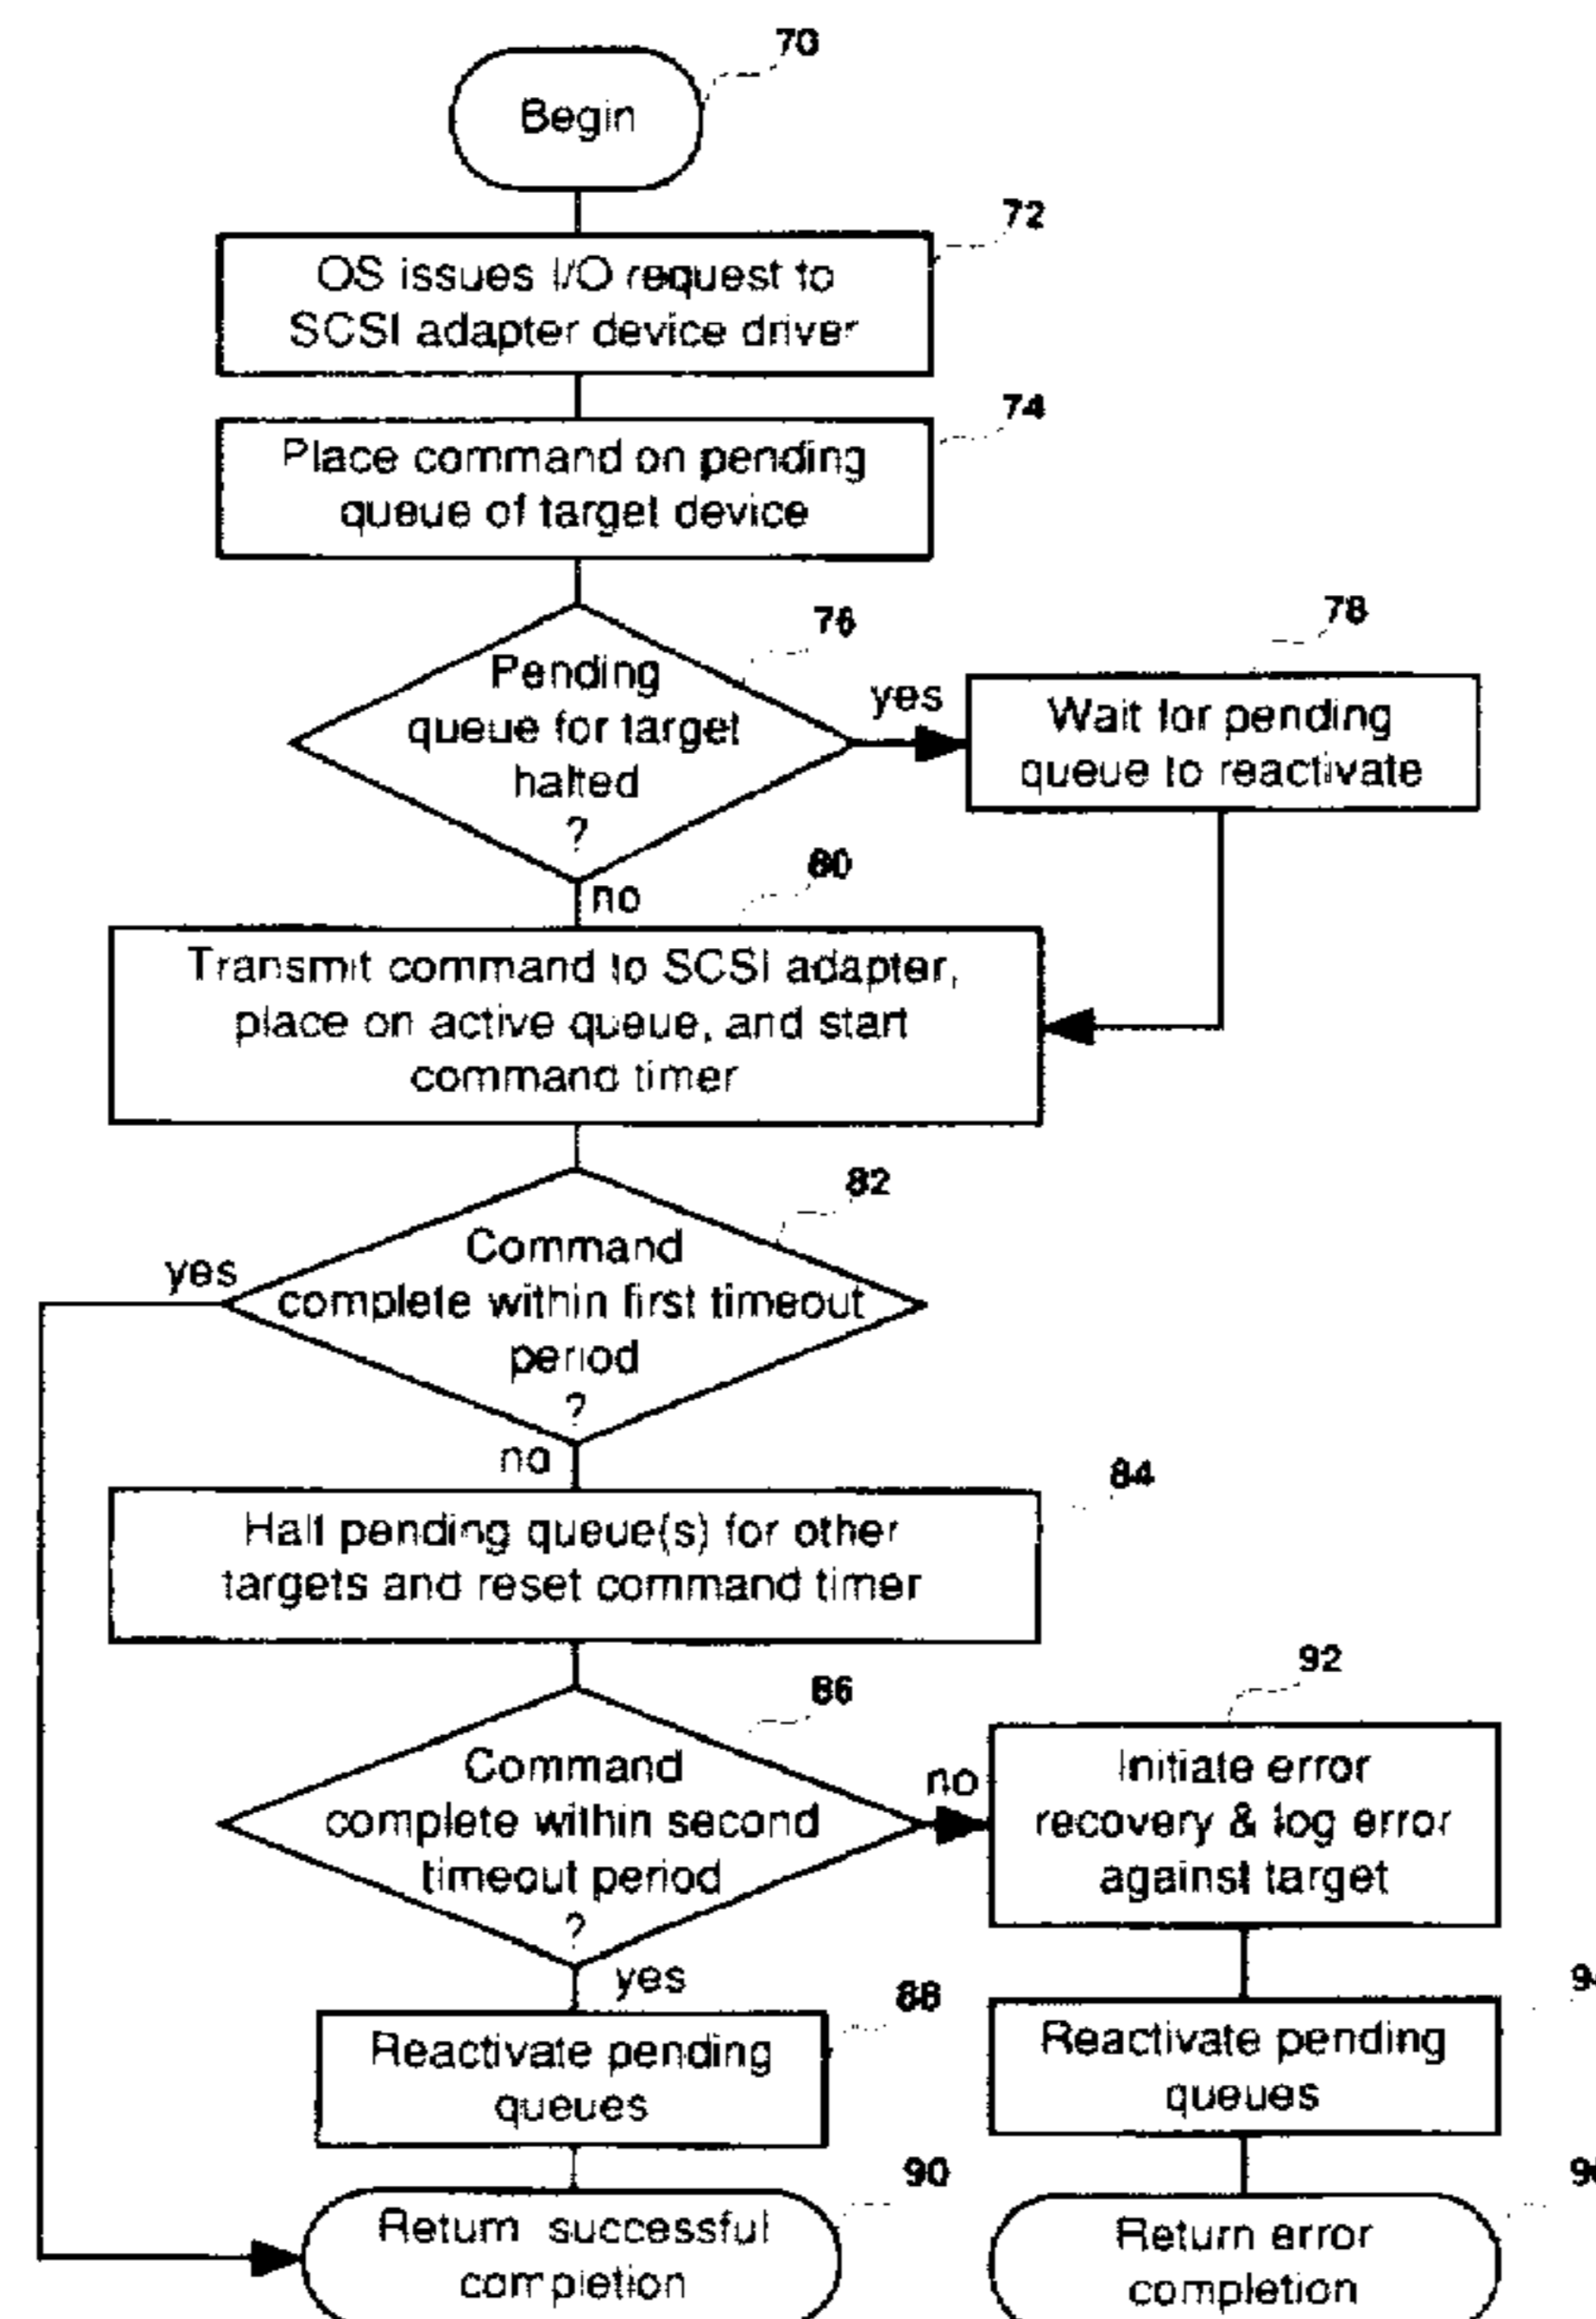 70
Begin
72
OS issues I/O request to
SCSI adapter device driver
74
Place command on pending
queue of target device
76
Pending
queue for target
halted
?
yes
78
Wait for pending
queue to reactivate
no
80
Transmit command to SCSI adapter,
place on active queue, and start
command timer
82
Command
complete within first timeout
period
?
yes
no
84
Halt pending queue(s) for other
targets and reset command timer
86
Command
complete within second
timeout period
?
no
92
Initiate error
recovery & log error
against target
yes
88
Reactivate pending
queues
Reactivate pending
queues
90
Return successful
completion
Return error
completion